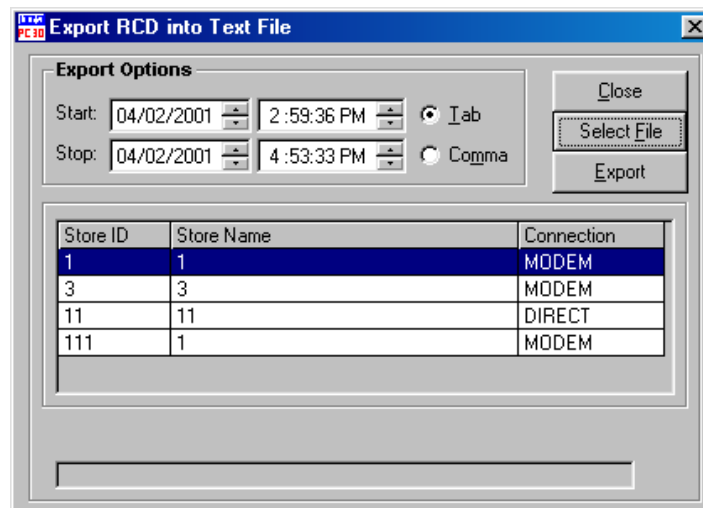 PC3D Export RCD into Text File
Export Options
Start: 04/02/2001 2:59:36 PM Tab
Stop: 04/02/2001 4:53:33 PM Comma
Close
Select File
Export
Store ID Store Name Connection
1 1 MODEM
3 3 MODEM
11 11 DIRECT
111 1 MODEM